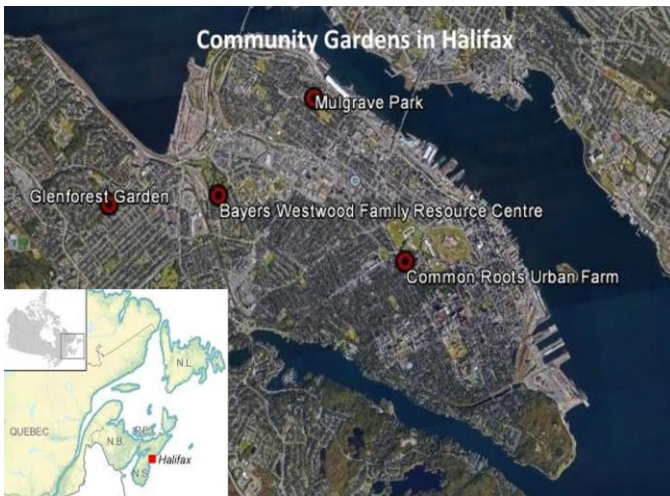 Community Gardens in Halifax
Mulgrave Park
Glenforest Garden
Bayers Westwood Family Resource Centre
Common Roots Urban Farm
N.L.
QUEBEC
P.E.I.
N.B.
Halifax
N.S.